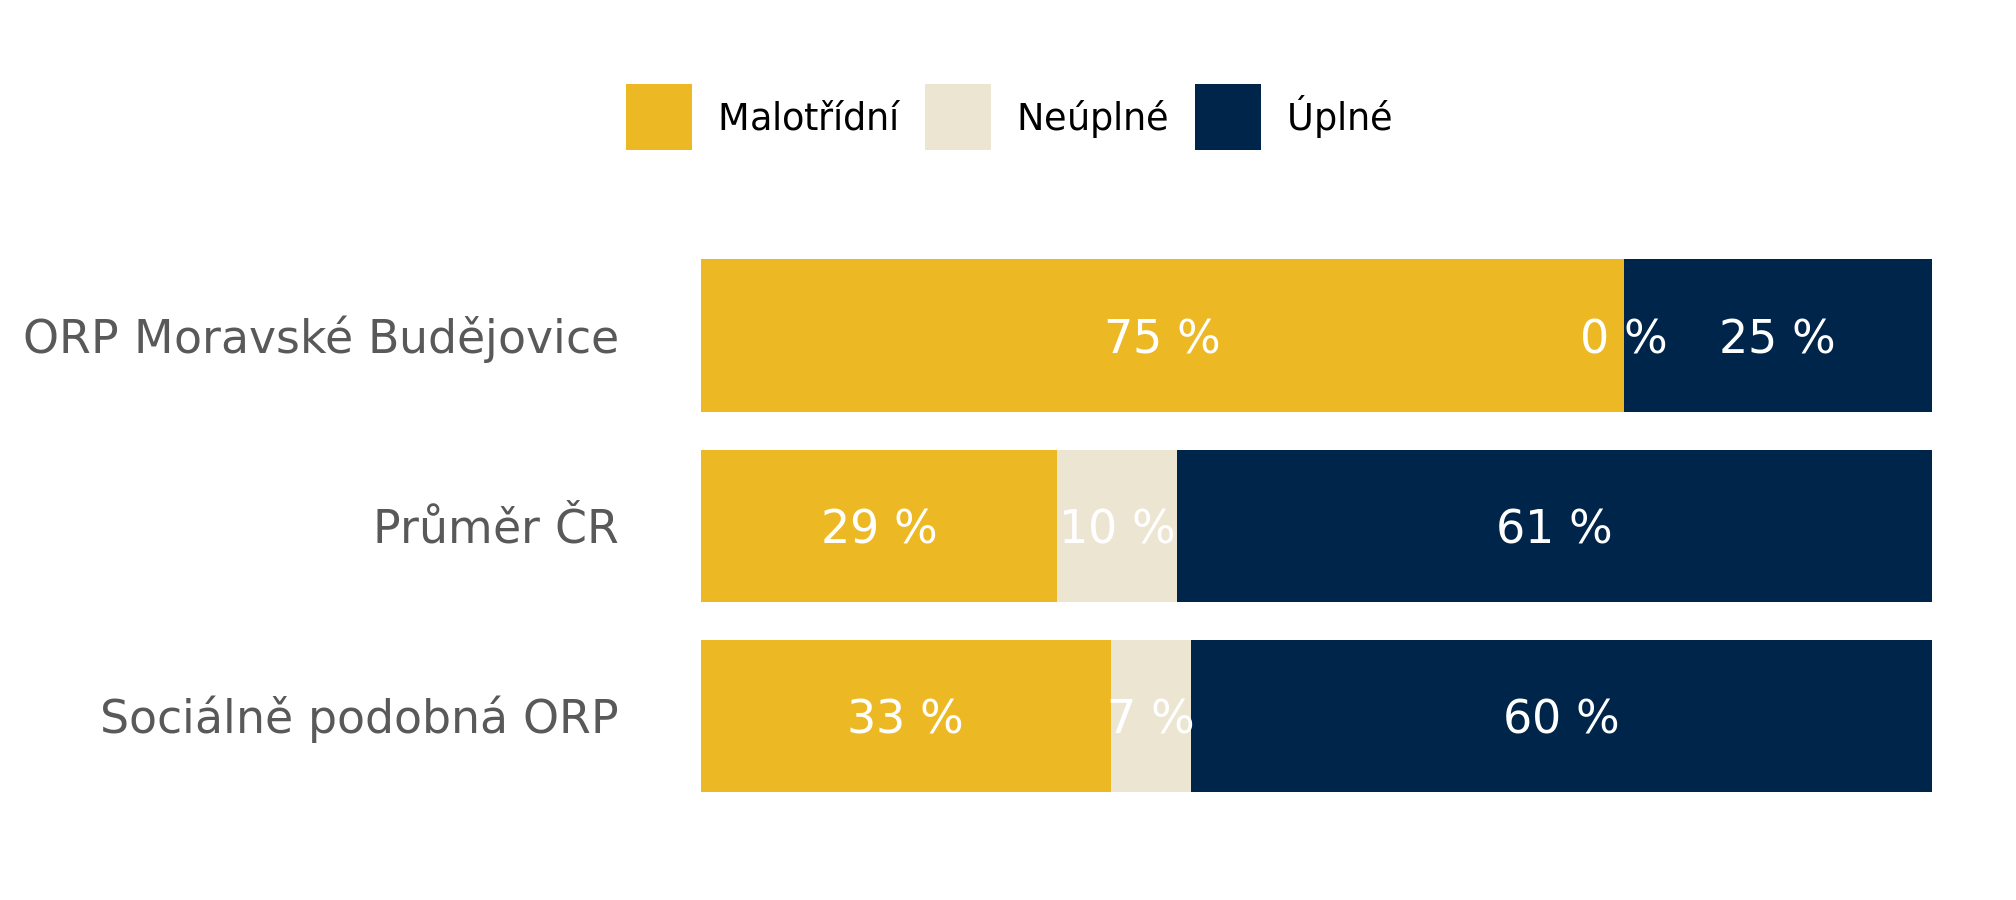 Malotřídní Neúplné Úplné
ORP Moravské Budějovice 75 % 0 % 25 %
Průměr ČR 29 % 10 % 61 %
Sociálně podobná ORP 33 % 7 % 60 %